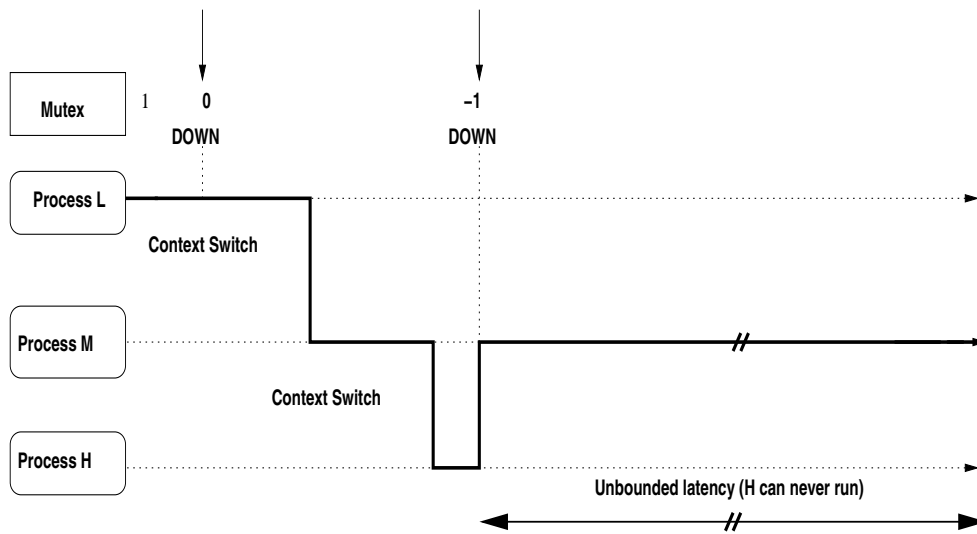 Mutex 1 0 −1
DOWN DOWN
Process L
Context Switch
Process M
Context Switch
Process H
Unbounded latency (H can never run)